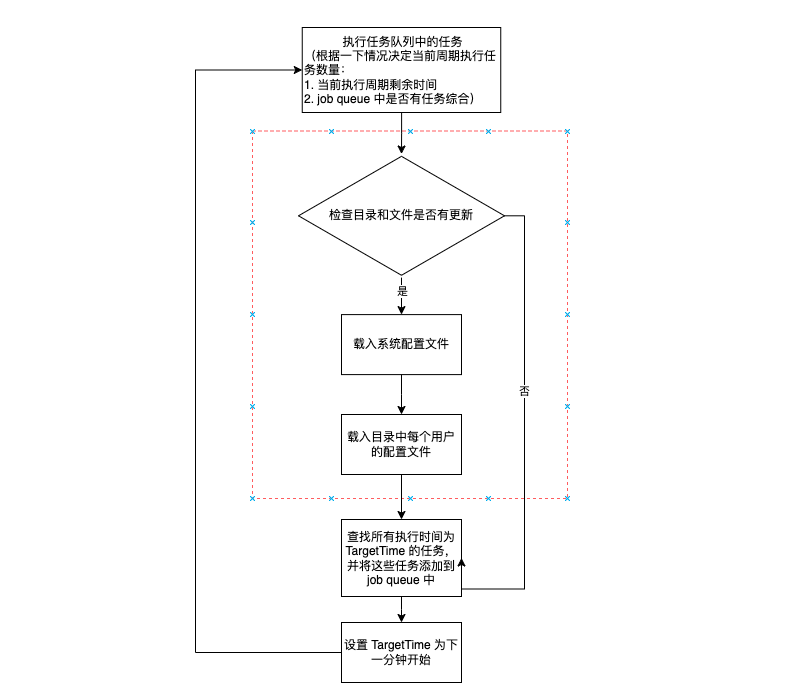 执行任务队列中的任务
（根据一下情况决定当前周期执行任
务数量：
1. 当前执行周期剩余时间
2. job queue 中是否有任务综合）
检查目录和文件是否有更新
是
载入系统配置文件
否
载入目录中每个用户
的配置文件
查找所有执行时间为
TargetTime 的任务，
并将这些任务添加到
job queue 中
设置 TargetTime 为下
一分钟开始